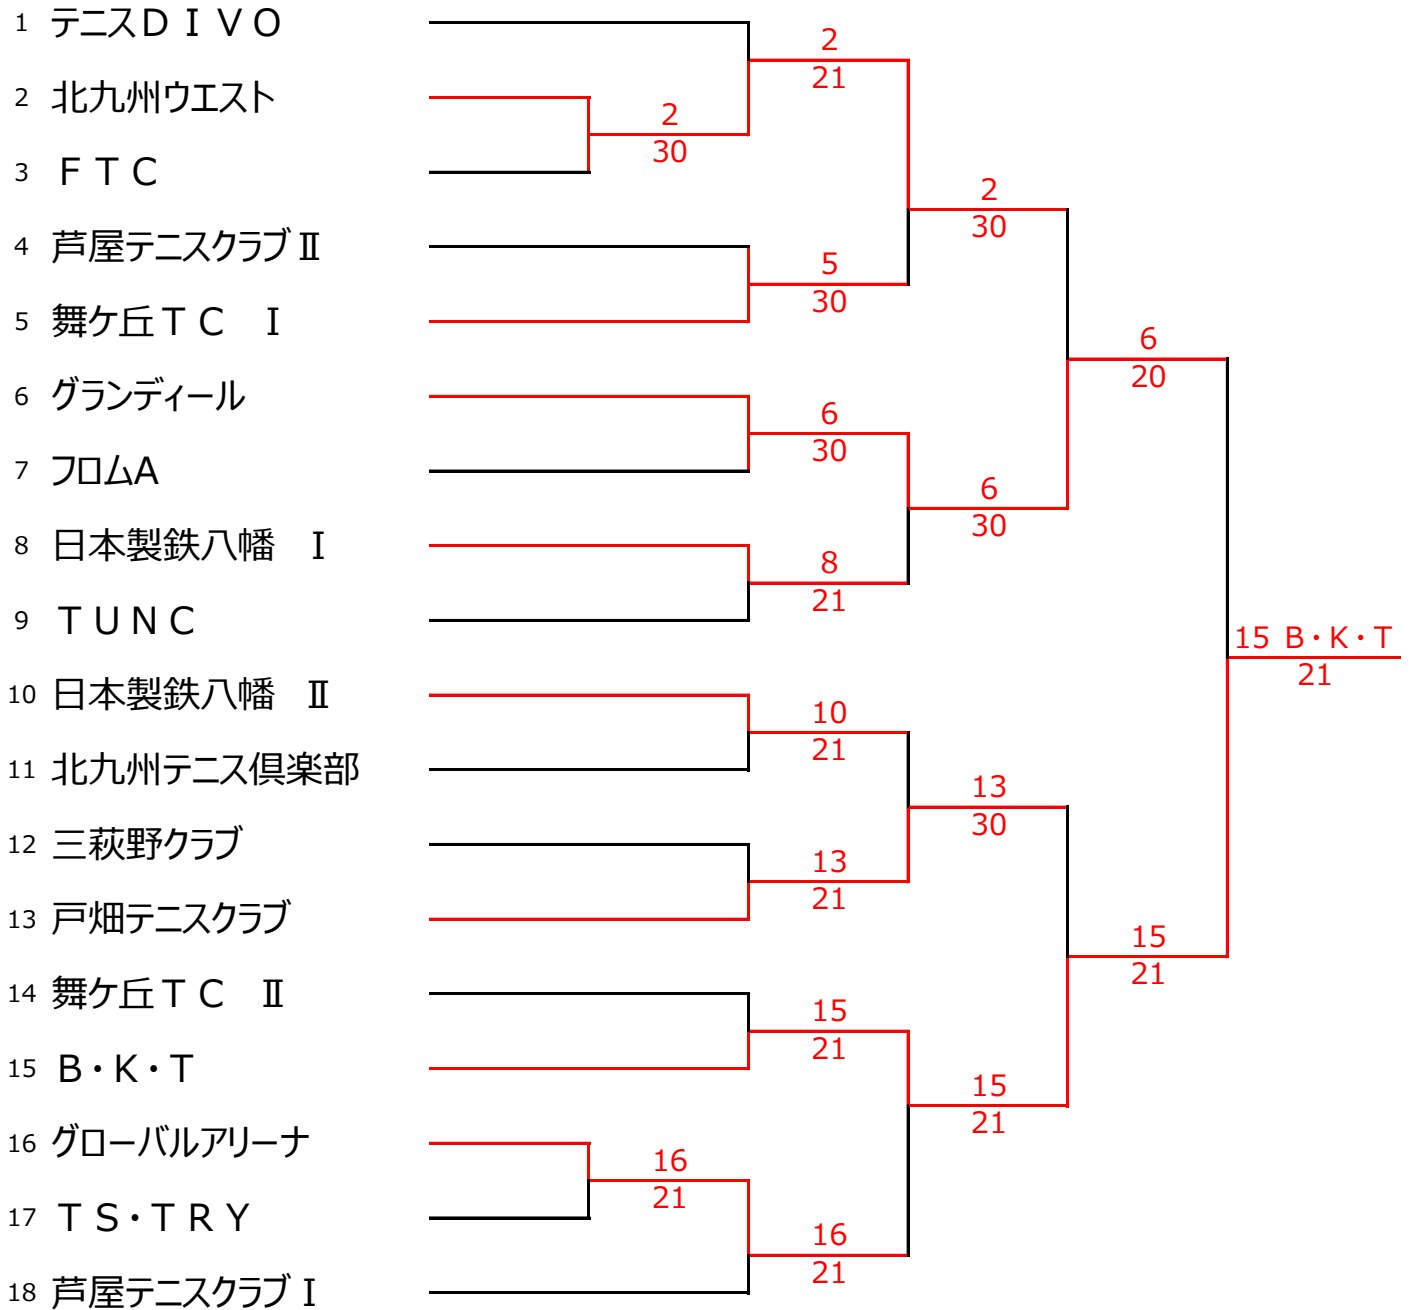 1 テニスＤＩＶＯ
2
21
2 北九州ウエスト
2
30
3 ＦＴＣ
2
30
4 芦屋テニスクラブⅡ
5
30
5 舞ケ丘ＴＣ　Ⅰ
6
20
6 グランディール
6
30
7 フロムA
6
30
8 日本製鉄八幡　Ⅰ
8
21
9 ＴＵＮＣ
15 B・K・T
21
10 日本製鉄八幡　Ⅱ
10
21
11 北九州テニス倶楽部
13
30
12 三萩野クラブ
13
21
13 戸畑テニスクラブ
15
21
14 舞ケ丘ＴＣ　Ⅱ
15
21
15 B・K・T
15
21
16 グローバルアリーナ
16
21
17 ＴＳ・ＴＲＹ
16
21
18 芦屋テニスクラブⅠ